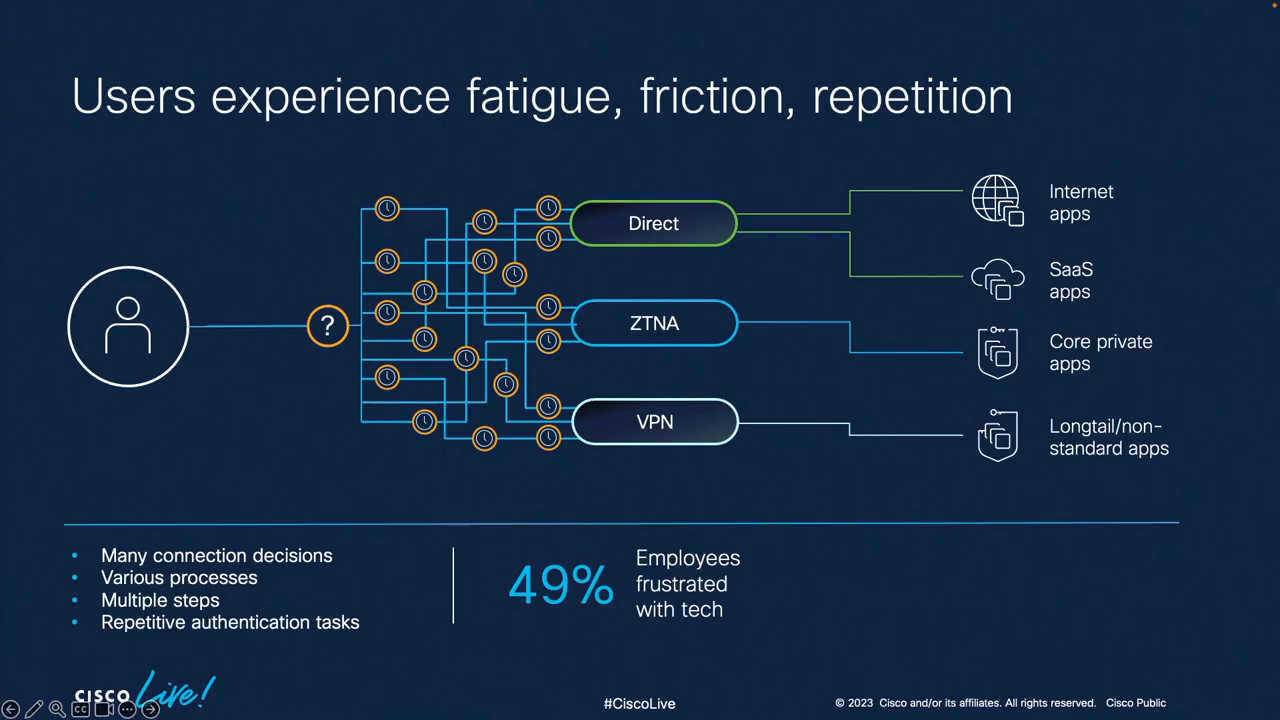 Users experience fatigue, friction, repetition
?
Direct
ZTNA
VPN
Internet
apps
SaaS
apps
Core private
apps
Longtail/non-
standard apps
• Many connection decisions
• Various processes
• Multiple steps
• Repetitive authentication tasks
49%
Employees
frustrated
with tech
CISCO Live!
CC
#CiscoLive
© 2023 Cisco and/or its affiliates. All rights reserved. Cisco Public